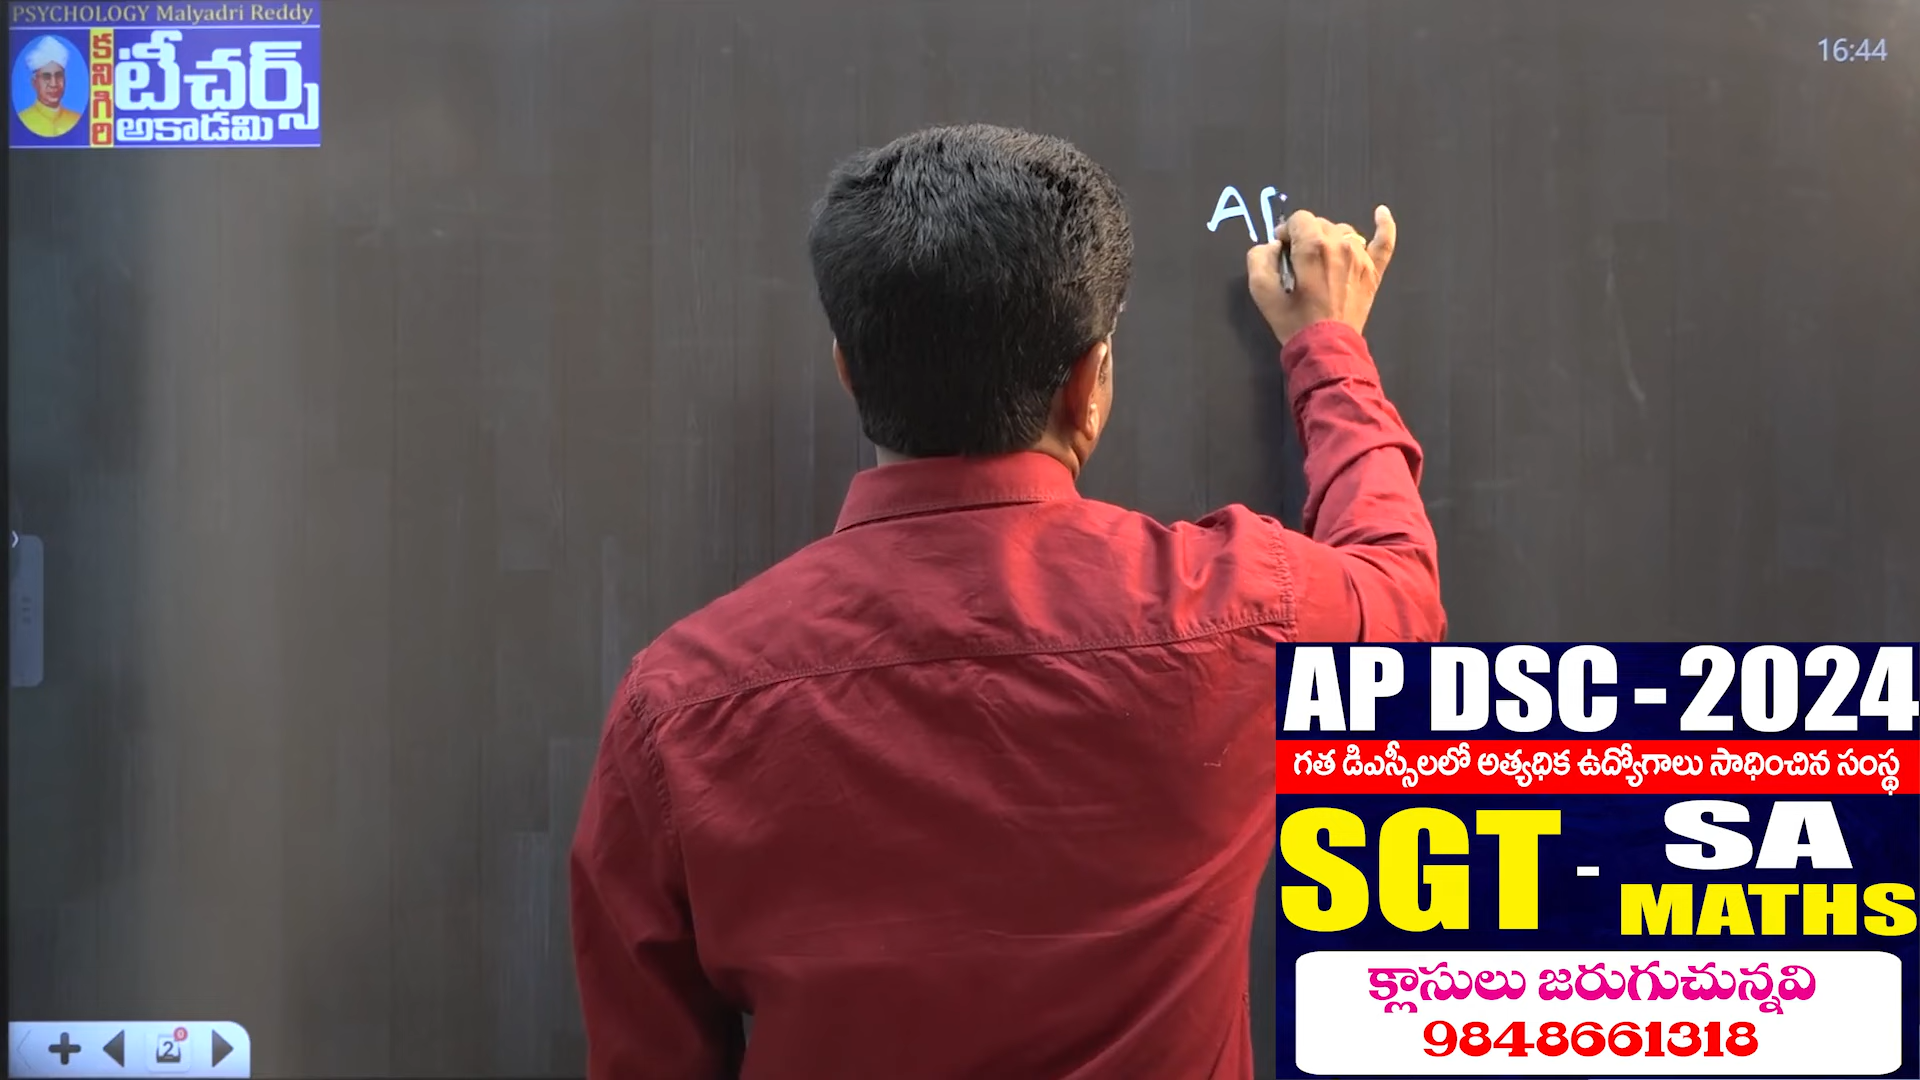 PSYCHOLOGY Malyadri Reddy
కనిగిరి
టీచర్స్
అకాడమి
16:44
A
2
AP DSC - 2024
గత డిఎస్సీలలో అత్యధిక ఉద్యోగాలు సాధించిన సంస్థ
SGT - SA
MATHS
క్లాసులు జరుగుచున్నవి
9848661318